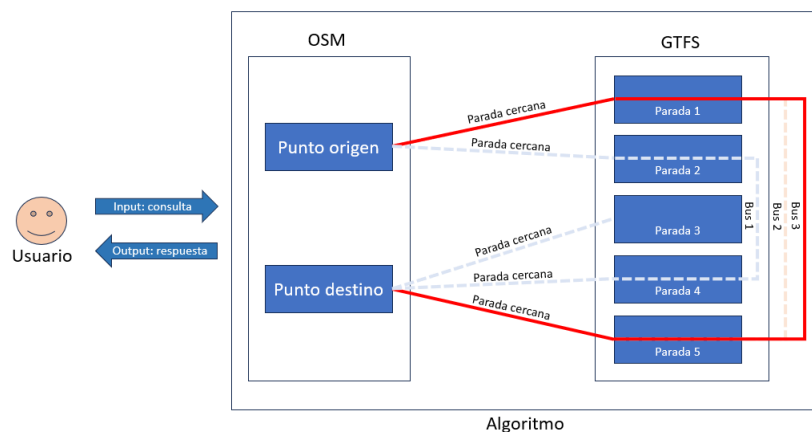 OSM
GTFS
Parada cercana
Parada 1
Punto origen
Parada cercana
Parada 2
Input: consulta
Usuario
Output: respuesta
Parada cercana
Parada 3
Bus 1
Bus 2
Bus 3
Punto destino
Parada cercana
Parada 4
Parada cercana
Parada 5
Algoritmo